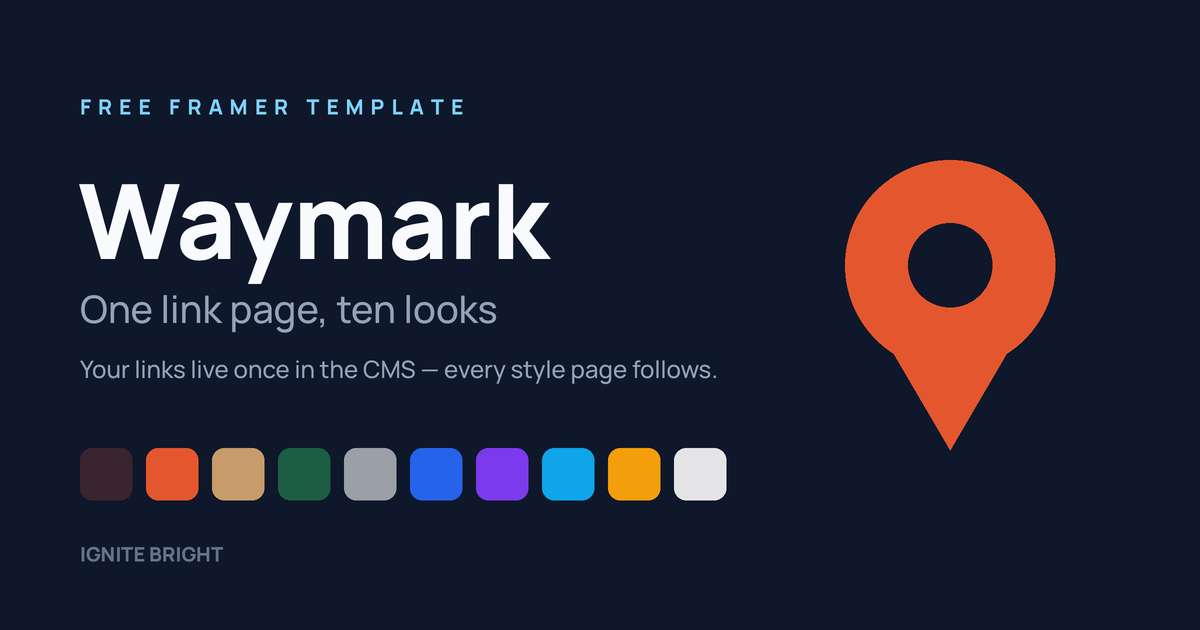 FREE FRAMER TEMPLATE
Waymark
One link page, ten looks
Your links live once in the CMS — every style page follows.
IGNITE BRIGHT